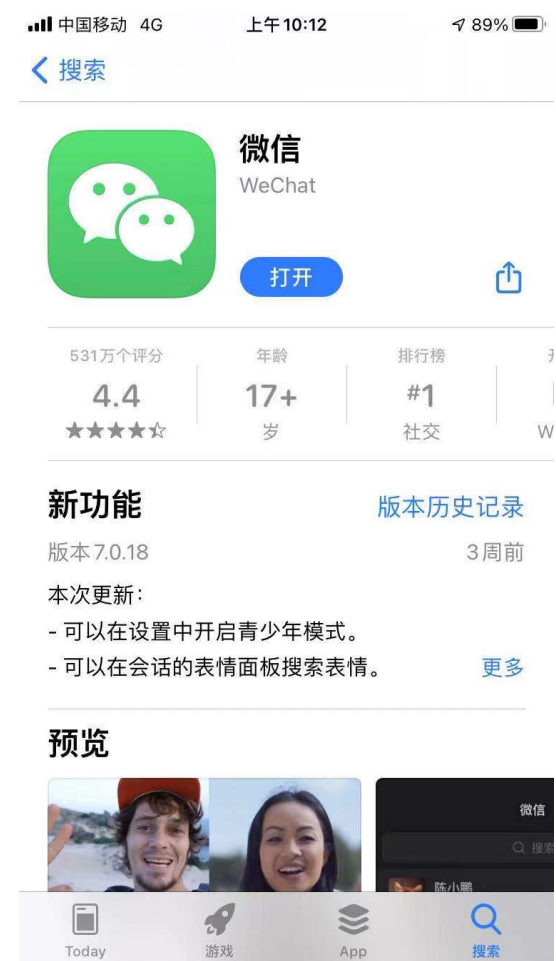 中国移动 4G 上午10:12 89%
搜索
微信
WeChat
打开
531万个评分 年龄 排行榜
4.4 17+ #1
岁 社交 W
新功能 版本历史记录
版本 7.0.18 3周前
本次更新：
- 可以在设置中开启青少年模式。
- 可以在会话的表情面板搜索表情。 更多
预览
微信
搜索
陈小鹏
Today 游戏 App 搜索